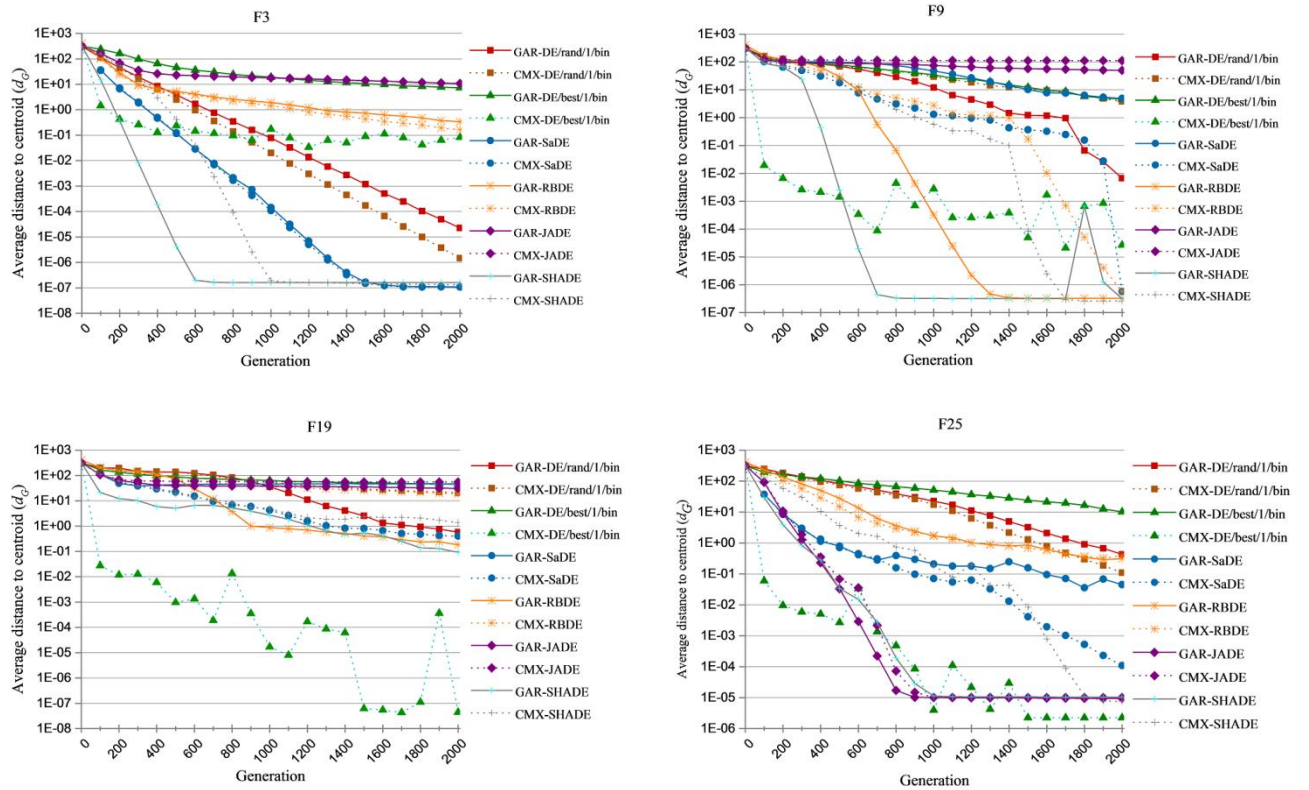 F3
1E+03
1E+02
1E+01
1E+00
1E-01
1E-02
1E-03
1E-04
1E-05
1E-06
1E-07
1E-08
Average distance to centroid (dG)
0
200
400
600
800
1000
1200
1400
1600
1800
2000
Generation
GAR-DE/rand/1/bin
CMX-DE/rand/1/bin
GAR-DE/best/1/bin
CMX-DE/best/1/bin
GAR-SaDE
CMX-SaDE
GAR-RBDE
CMX-RBDE
GAR-JADE
CMX-JADE
GAR-SHADE
CMX-SHADE
F9
1E+03
1E+02
1E+01
1E+00
1E-01
1E-02
1E-03
1E-04
1E-05
1E-06
1E-07
Average distance to centroid (dG)
0
200
400
600
800
1000
1200
1400
1600
1800
2000
Generation
GAR-DE/rand/1/bin
CMX-DE/rand/1/bin
GAR-DE/best/1/bin
CMX-DE/best/1/bin
GAR-SaDE
CMX-SaDE
GAR-RBDE
CMX-RBDE
GAR-JADE
CMX-JADE
GAR-SHADE
CMX-SHADE
F19
1E+03
1E+02
1E+01
1E+00
1E-01
1E-02
1E-03
1E-04
1E-05
1E-06
1E-07
1E-08
Average distance to centroid (dG)
0
200
400
600
800
1000
1200
1400
1600
1800
2000
Generation
GAR-DE/rand/1/bin
CMX-DE/rand/1/bin
GAR-DE/best/1/bin
CMX-DE/best/1/bin
GAR-SaDE
CMX-SaDE
GAR-RBDE
CMX-RBDE
GAR-JADE
CMX-JADE
GAR-SHADE
CMX-SHADE
F25
1E+03
1E+02
1E+01
1E+00
1E-01
1E-02
1E-03
1E-04
1E-05
1E-06
Average distance to centroid (dG)
0
200
400
600
800
1000
1200
1400
1600
1800
2000
Generation
GAR-DE/rand/1/bin
CMX-DE/rand/1/bin
GAR-DE/best/1/bin
CMX-DE/best/1/bin
GAR-SaDE
CMX-SaDE
GAR-RBDE
CMX-RBDE
GAR-JADE
CMX-JADE
GAR-SHADE
CMX-SHADE